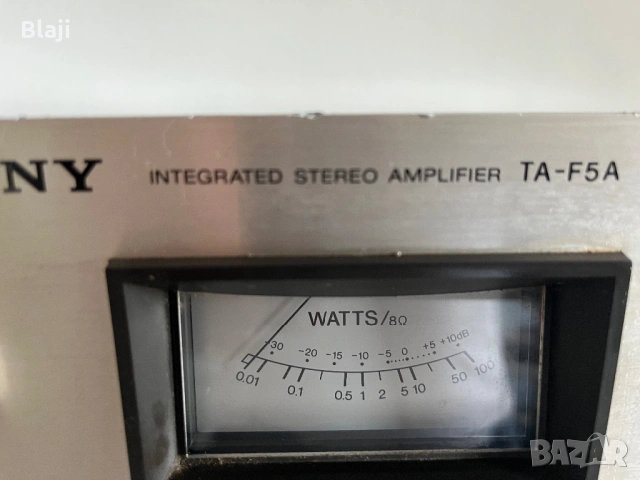 Blaji
NY INTEGRATED STEREO AMPLIFIER TA-F5A
WATTS/8Ω
-30 -20 -15 -10 -5 0 +5 +10dB
0.01 0.1 0.5 1 2 5 10 50 100
BAZAR